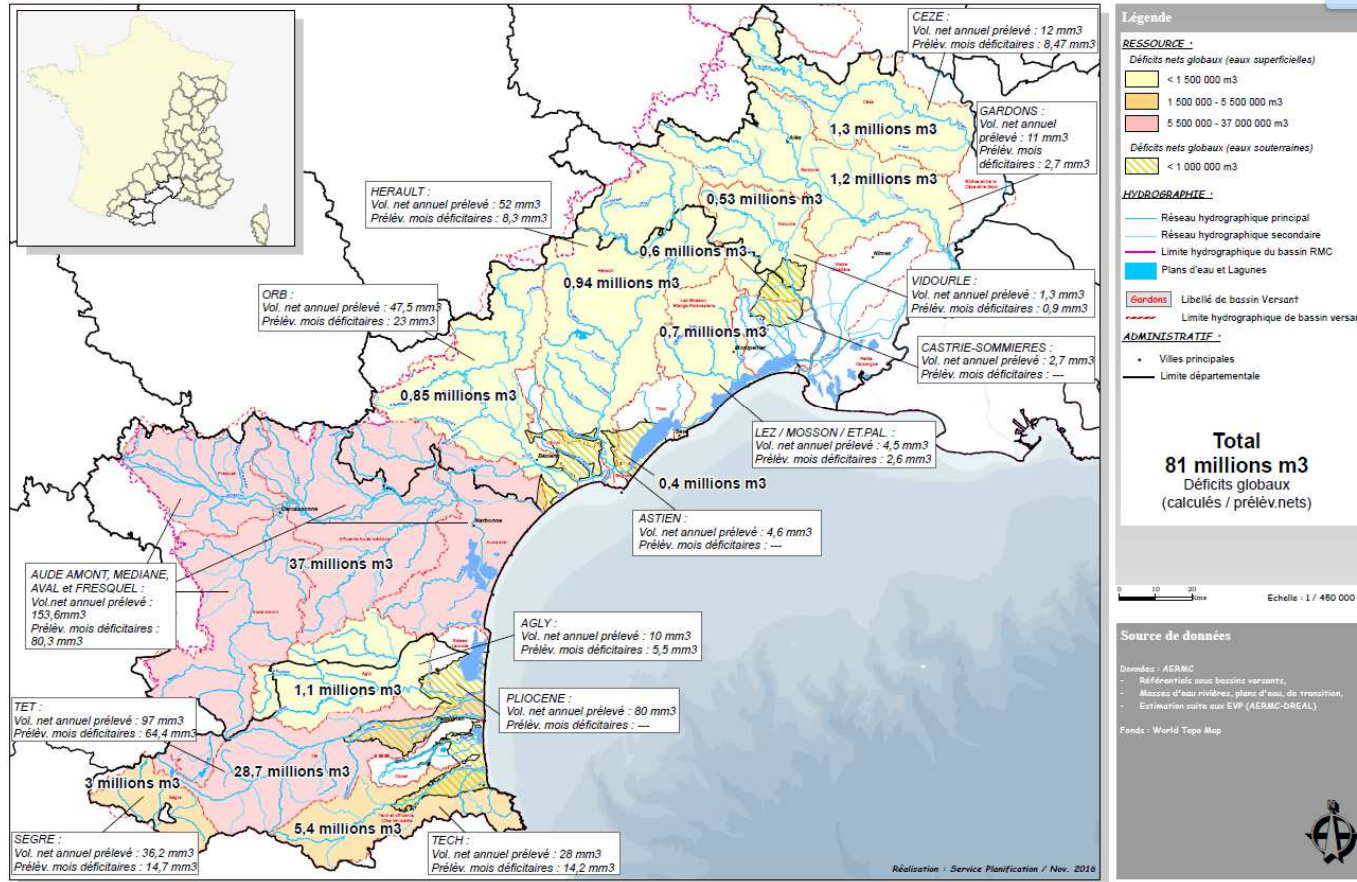 CEZE :
Vol. net annuel prélevé : 12 mm3
Prélèv. mois déficitaires : 8,47 mm3
GARDONS :
Vol. net annuel
prélevé : 11 mm3
Prélèv. mois
déficitaires : 2,7 mm3
HERAULT :
Vol. net annuel prélevé : 52 mm3
Prélèv. mois déficitaires : 8,3 mm3
ORB :
Vol. net annuel prélevé : 47,5 mm3
Prélèv. mois déficitaires : 23 mm3
VIDOURLE :
Vol. net annuel prélevé : 1,3 mm3
Prélèv. mois déficitaires : 0,9 mm3
CASTRIE-SOMMIERES :
Vol. net annuel prélevé : 2,7 mm3
Prélèv. mois déficitaires : ---
LEZ / MOSSON / ET.PAL. :
Vol. net annuel prélevé : 4,5 mm3
Prélèv. mois déficitaires : 2,6 mm3
ASTIEN :
Vol. net annuel prélevé : 4,6 mm3
Prélèv. mois déficitaires : ---
AUDE AMONT, MEDIANE,
AVAL et FRESQUEL :
Vol.net annuel prélevé :
153,6mm3
Prélèv. mois déficitaires :
80,3 mm3
AGLY :
Vol. net annuel prélevé : 10 mm3
Prélèv. mois déficitaires : 5,5 mm3
PLIOCENE :
Vol. net annuel prélevé : 80 mm3
Prélèv. mois déficitaires : ---
TET :
Vol. net annuel prélevé : 97 mm3
Prélèv. mois déficitaires : 64,4 mm3
SEGRE :
Vol. net annuel prélevé : 36,2 mm3
Prélèv. mois déficitaires : 14,7 mm3
TECH :
Vol. net annuel prélevé : 28 mm3
Prélèv. mois déficitaires : 14,2 mm3
1,3 millions m3
1,2 millions m3
0,53 millions m3
0,6 millions m3
0,94 millions m3
0,7 millions m3
0,85 millions m3
0,4 millions m3
37 millions m3
1,1 millions m3
28,7 millions m3
3 millions m3
5,4 millions m3
Nîmes
Montpellier
Béziers
Carcassonne
Narbonne
Perpignan
Réalisation : Service Planification / Nov. 2016
Légende
RESSOURCE :
Déficits nets globaux (eaux superficielles)
< 1 500 000 m3
1 500 000 - 5 500 000 m3
5 500 000 - 37 000 000 m3
Déficits nets globaux (eaux souterraines)
< 1 000 000 m3
HYDROGRAPHIE :
Réseau hydrographique principal
Réseau hydrographique secondaire
Limite hydrographique du bassin RMC
Plans d'eau et Lagunes
Gardons Libellé de bassin Versant
Limite hydrographique de bassin versan
ADMINISTRATIF :
Villes principales
Limite départementale
Total
81 millions m3
Déficits globaux
(calculés / prélèv.nets)
0 10 20
Kms
Echelle : 1 / 450 000
Source de données
Données : AERMC
- Référentiels sous bassins versants,
- Masses d'eau rivières, plans d'eau, de transition,
- Estimation suite aux EVP (AERMC-DREAL)
Fonds : World Topo Map